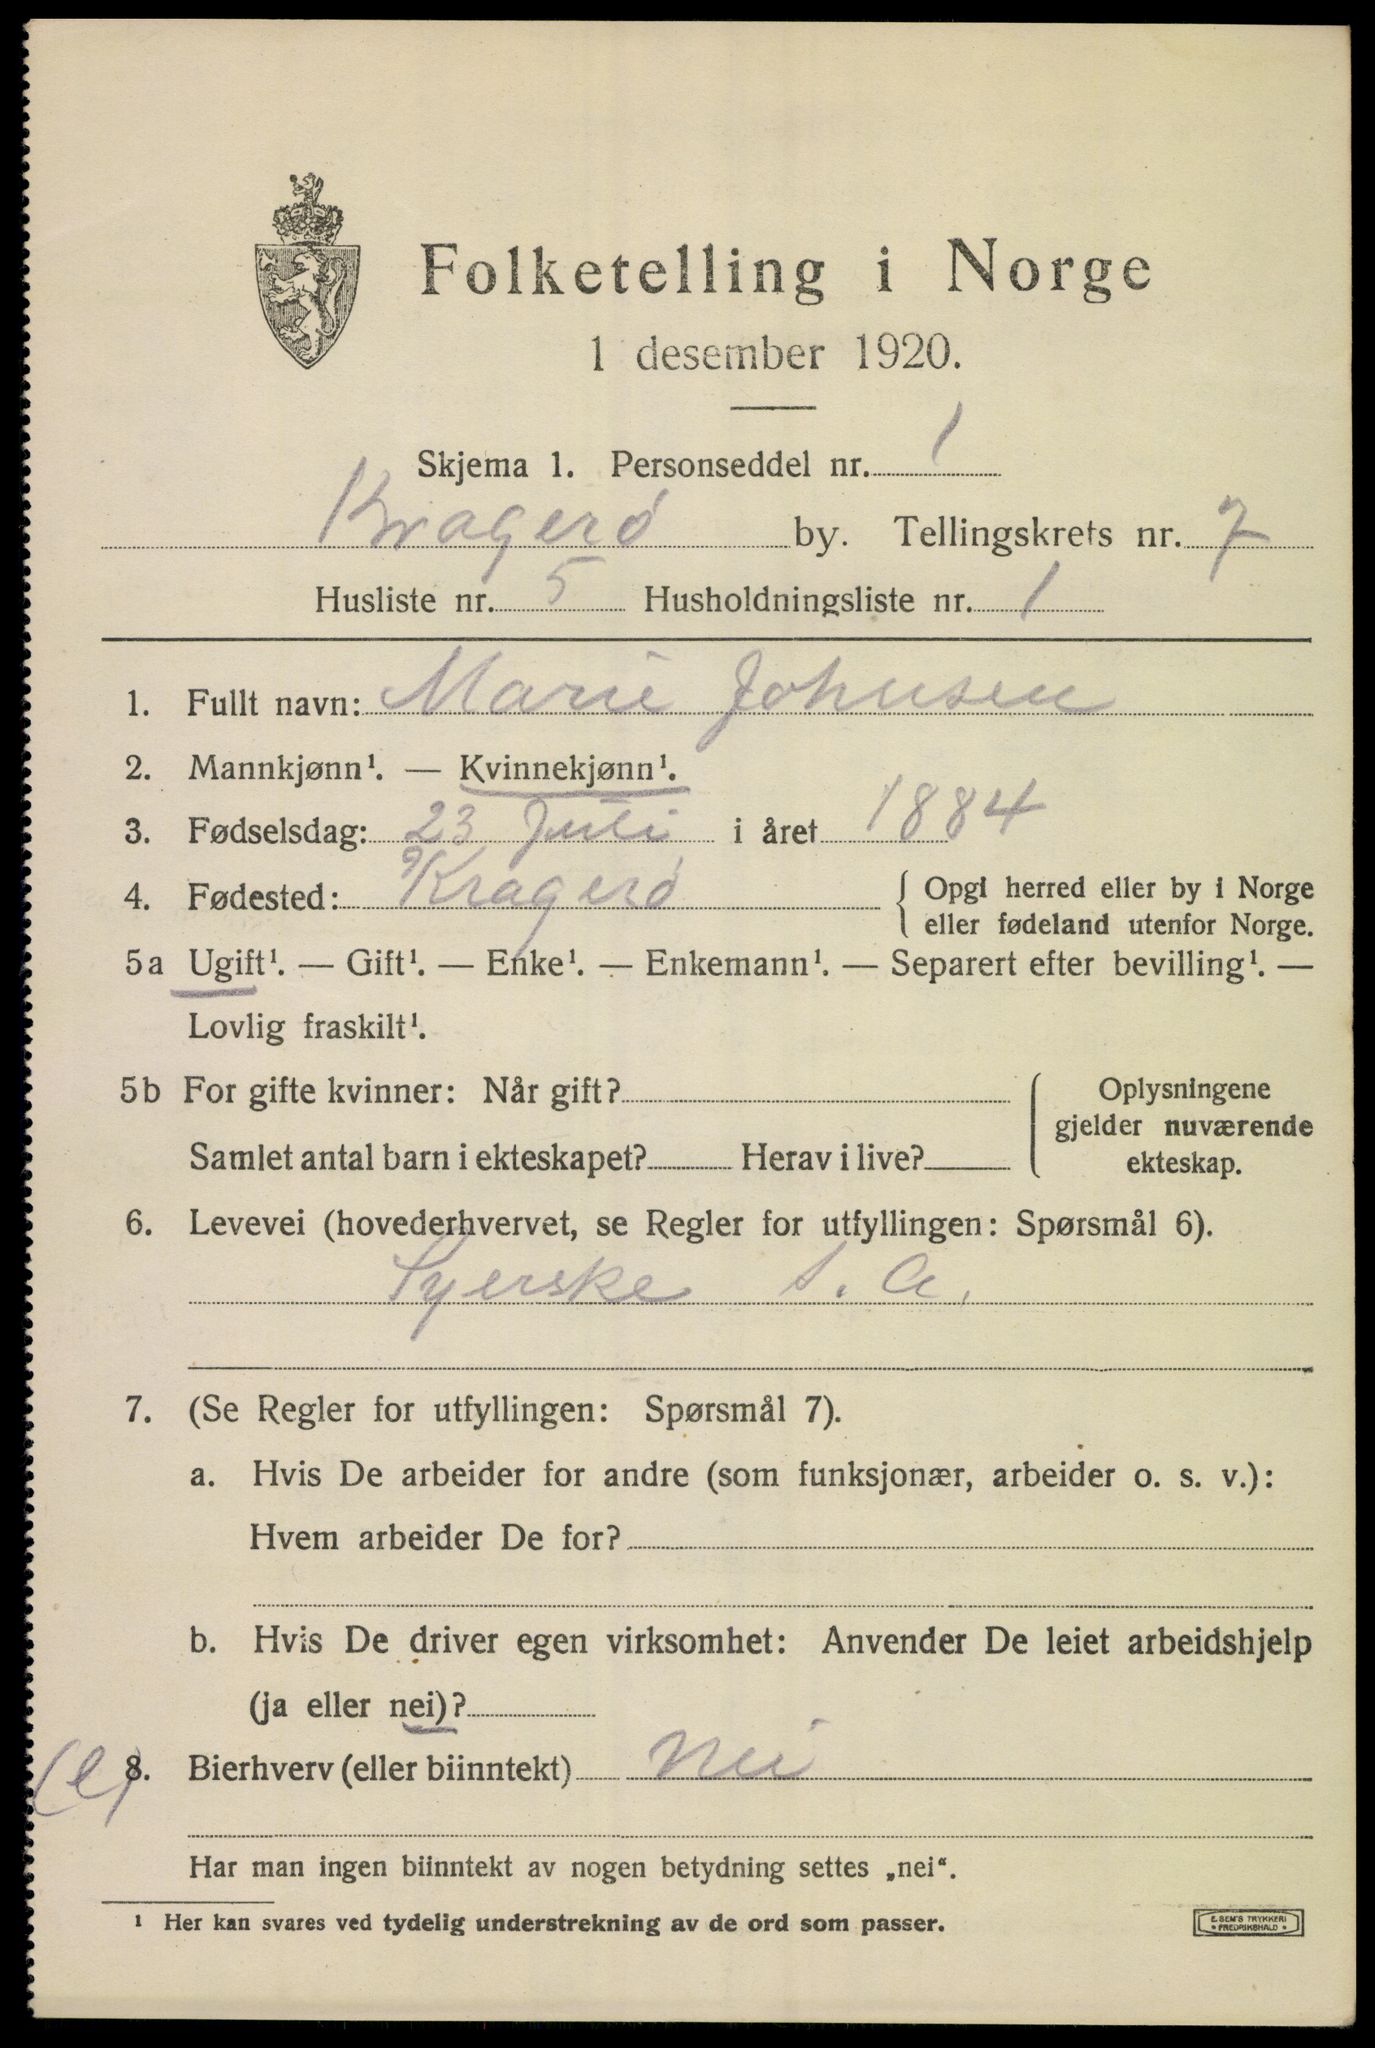 Folketelling i Norge
1 desember 1920.
Skjema 1. Personseddel nr. 1
Kragerø by. Tellingskrets nr. 7
Husliste nr. 5 Husholdningsliste nr. 1
1. Fullt navn: Marie Johnsen
2. Mannkjønn¹. — Kvinnekjønn¹.
3. Fødselsdag: 23 Juli i året 1884
4. Fødested: Kragerø { Opgi herred eller by i Norge
eller fødeland utenfor Norge.
5a Ugift¹. — Gift¹. — Enke¹. — Enkemann¹. — Separert efter bevilling¹. —
Lovlig fraskilt¹.
5b For gifte kvinner: Når gift? { Oplysningene
gjelder nuværende
Samlet antal barn i ekteskapet? Herav i live? ekteskap.
6. Levevei (hovederhvervet, se Regler for utfyllingen: Spørsmål 6).
Syerske s. a.
7. (Se Regler for utfyllingen: Spørsmål 7).
a. Hvis De arbeider for andre (som funksjonær, arbeider o. s. v.):
Hvem arbeider De for?
b. Hvis De driver egen virksomhet: Anvender De leiet arbeidshjelp
(ja eller nei)?
(e) 8. Bierhverv (eller biinntekt) Nei
Har man ingen biinntekt av nogen betydning settes „nei“.
¹ Her kan svares ved tydelig understrekning av de ord som passer.
E. SEM'S TRYKKERI
• FREDRIKSHALD •